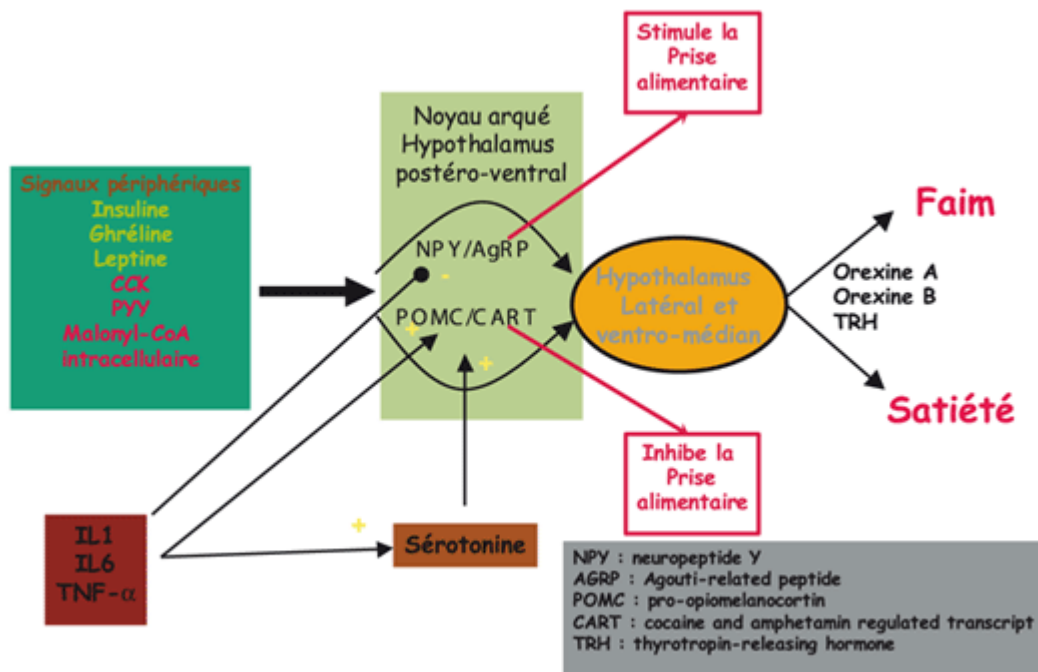 Stimule la
Prise
alimentaire
Noyau arqué
Hypothalamus
postéro-ventral
Signaux périphériques
Insuline
Ghréline
Leptine
CCK
PYY
Malonyl-CoA
intracellulaire
NPY/AgRP
-
POMC/CART
+
+
Hypothalamus
Latéral et
ventro-médian
Faim
Orexine A
Orexine B
TRH
Satiété
Inhibe la
Prise
alimentaire
IL1
IL6
TNF-α
+
Sérotonine
NPY : neuropeptide Y
AGRP : Agouti-related peptide
POMC : pro-opiomelanocortin
CART : cocaine and amphetamin regulated transcript
TRH : thyrotropin-releasing hormone